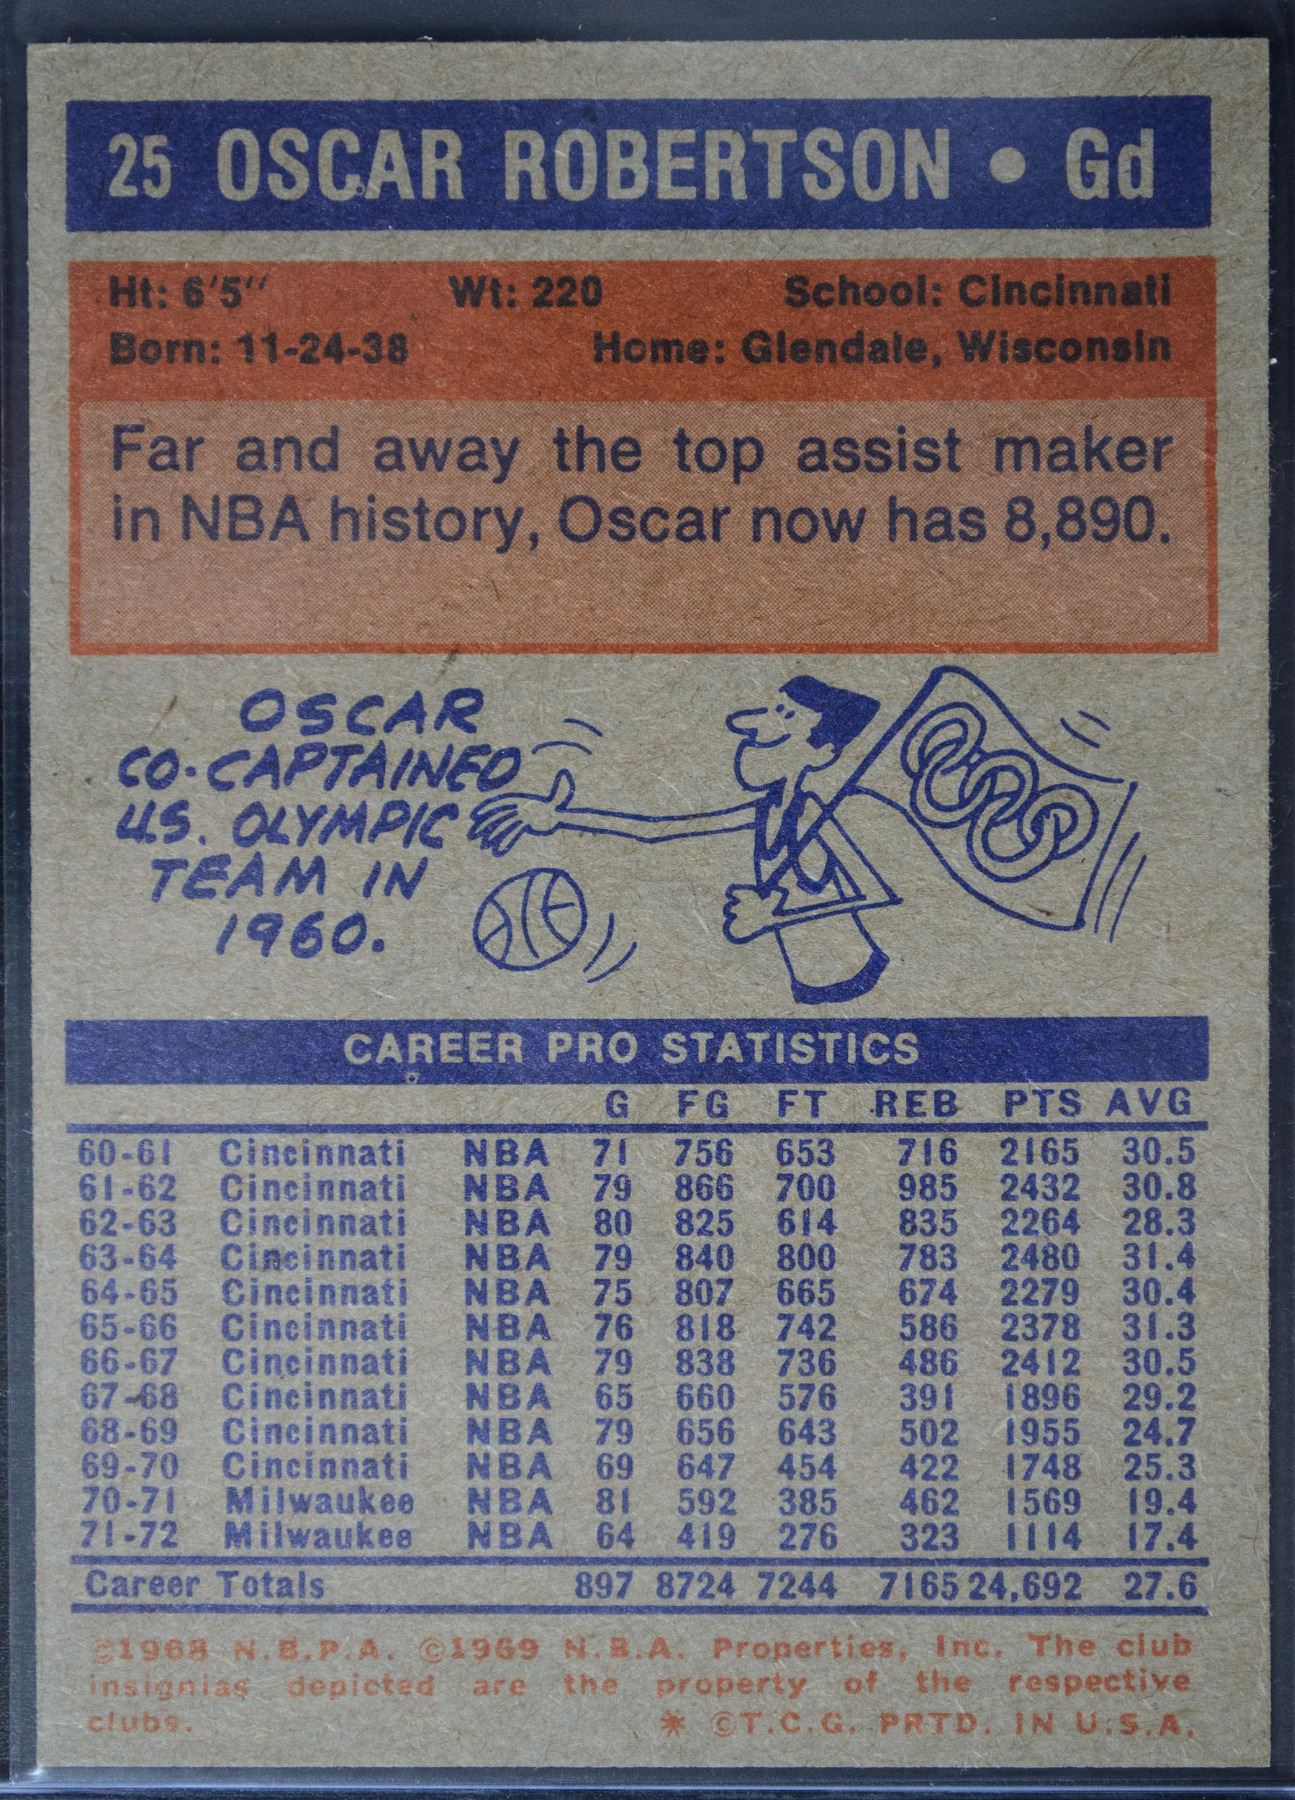 25 OSCAR ROBERTSON • Gd
Ht: 6'5" Wt: 220 School: Cincinnati
Born: 11-24-38 Home: Glendale, Wisconsin
Far and away the top assist maker
in NBA history, Oscar now has 8,890.
OSCAR
CO-CAPTAINED
U.S. OLYMPIC
TEAM IN
1960.
CAREER PRO STATISTICS
G FG FT REB PTS AVG
60-61 Cincinnati NBA 71 756 653 716 2165 30.5
61-62 Cincinnati NBA 79 866 700 985 2432 30.8
62-63 Cincinnati NBA 80 825 614 835 2264 28.3
63-64 Cincinnati NBA 79 840 800 783 2480 31.4
64-65 Cincinnati NBA 75 807 665 674 2279 30.4
65-66 Cincinnati NBA 76 818 742 586 2378 31.3
66-67 Cincinnati NBA 79 838 736 486 2412 30.5
67-68 Cincinnati NBA 65 660 576 391 1896 29.2
68-69 Cincinnati NBA 79 656 643 502 1955 24.7
69-70 Cincinnati NBA 69 647 454 422 1748 25.3
70-71 Milwaukee NBA 81 592 385 462 1569 19.4
71-72 Milwaukee NBA 64 419 276 323 1114 17.4
Career Totals 897 8724 7244 7165 24,692 27.6
©1968 N.B.P.A. ©1969 N.B.A. Properties, Inc. The club
insignias depicted are the property of the respective
clubs. * ©T.C.G. PRTD. IN U.S.A.